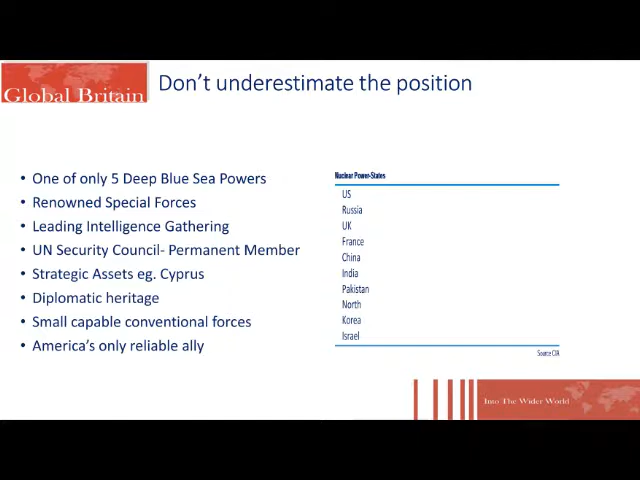 Global Britain
Don't underestimate the position
• One of only 5 Deep Blue Sea Powers
• Renowned Special Forces
• Leading Intelligence Gathering
• UN Security Council- Permanent Member
• Strategic Assets eg. Cyprus
• Diplomatic heritage
• Small capable conventional forces
• America's only reliable ally
Nuclear Power-States
US
Russia
UK
France
China
India
Pakistan
North
Korea
Israel
Source CIA
Into The Wider World